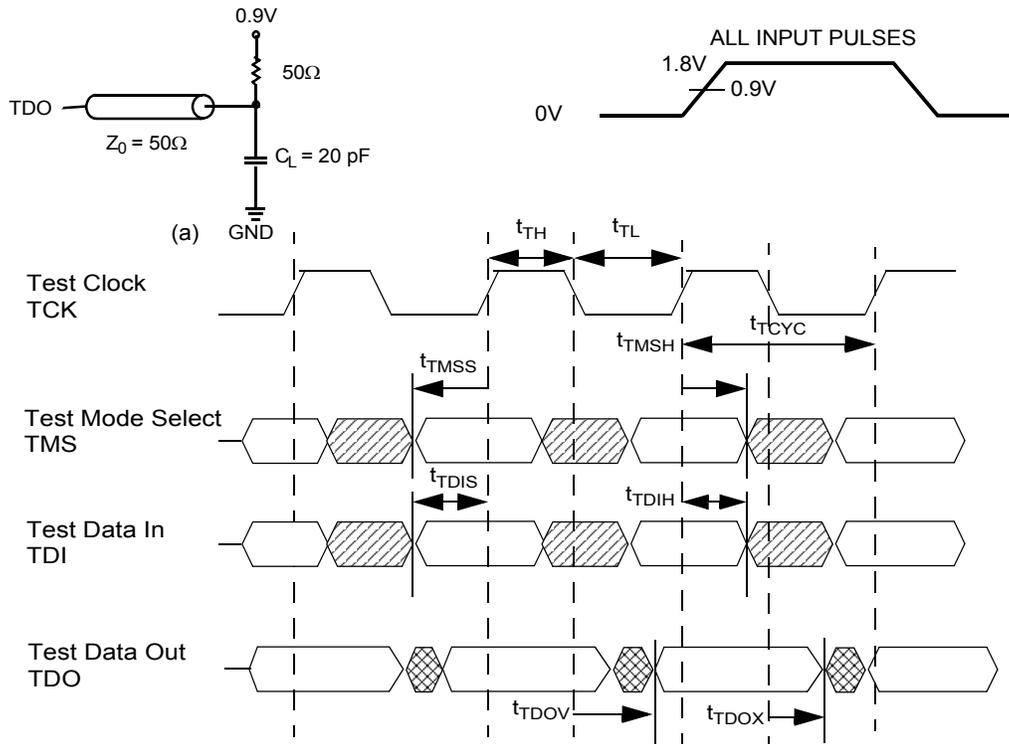 0.9V
ALL INPUT PULSES
50Ω
1.8V
0.9V
TDO
0V
Z0 = 50Ω
CL = 20 pF
(a)
GND
tTH
tTL
Test Clock
TCK
tTCYC
tTMSH
tTMSS
Test Mode Select
TMS
tTDIS
tTDIH
Test Data In
TDI
Test Data Out
TDO
tTDOV
tTDOX